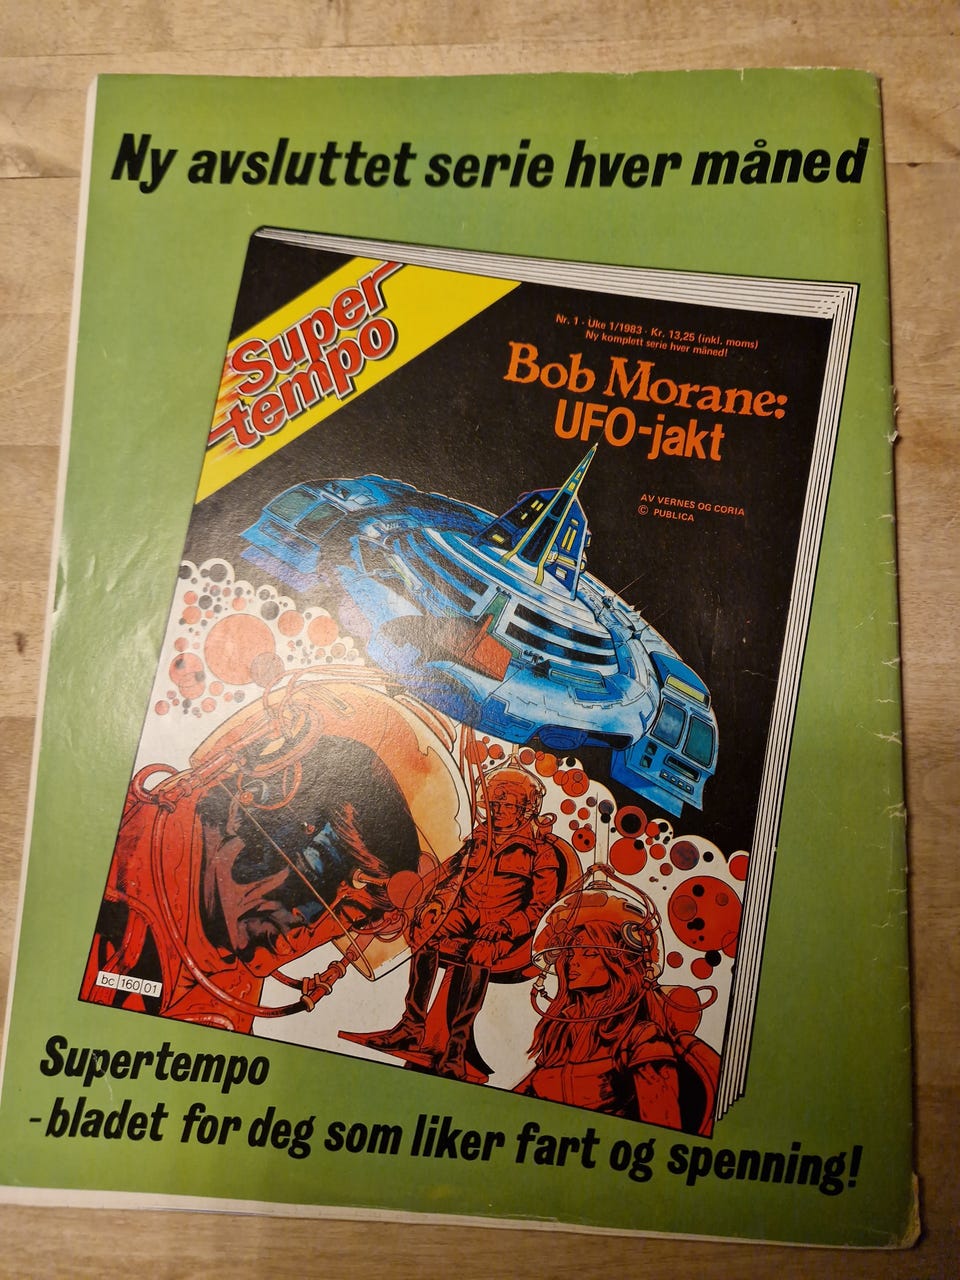 Ny avsluttet serie hver måned
Super
tempo
Nr. 1 · Uke 1/1983 · Kr. 13,25 (inkl. moms)
Ny komplett serie hver måned!
Bob Morane:
UFO-jakt
AV VERNES OG CORIA
© PUBLICA
bc 160 01
Supertempo
- bladet for deg som liker fart og spenning!